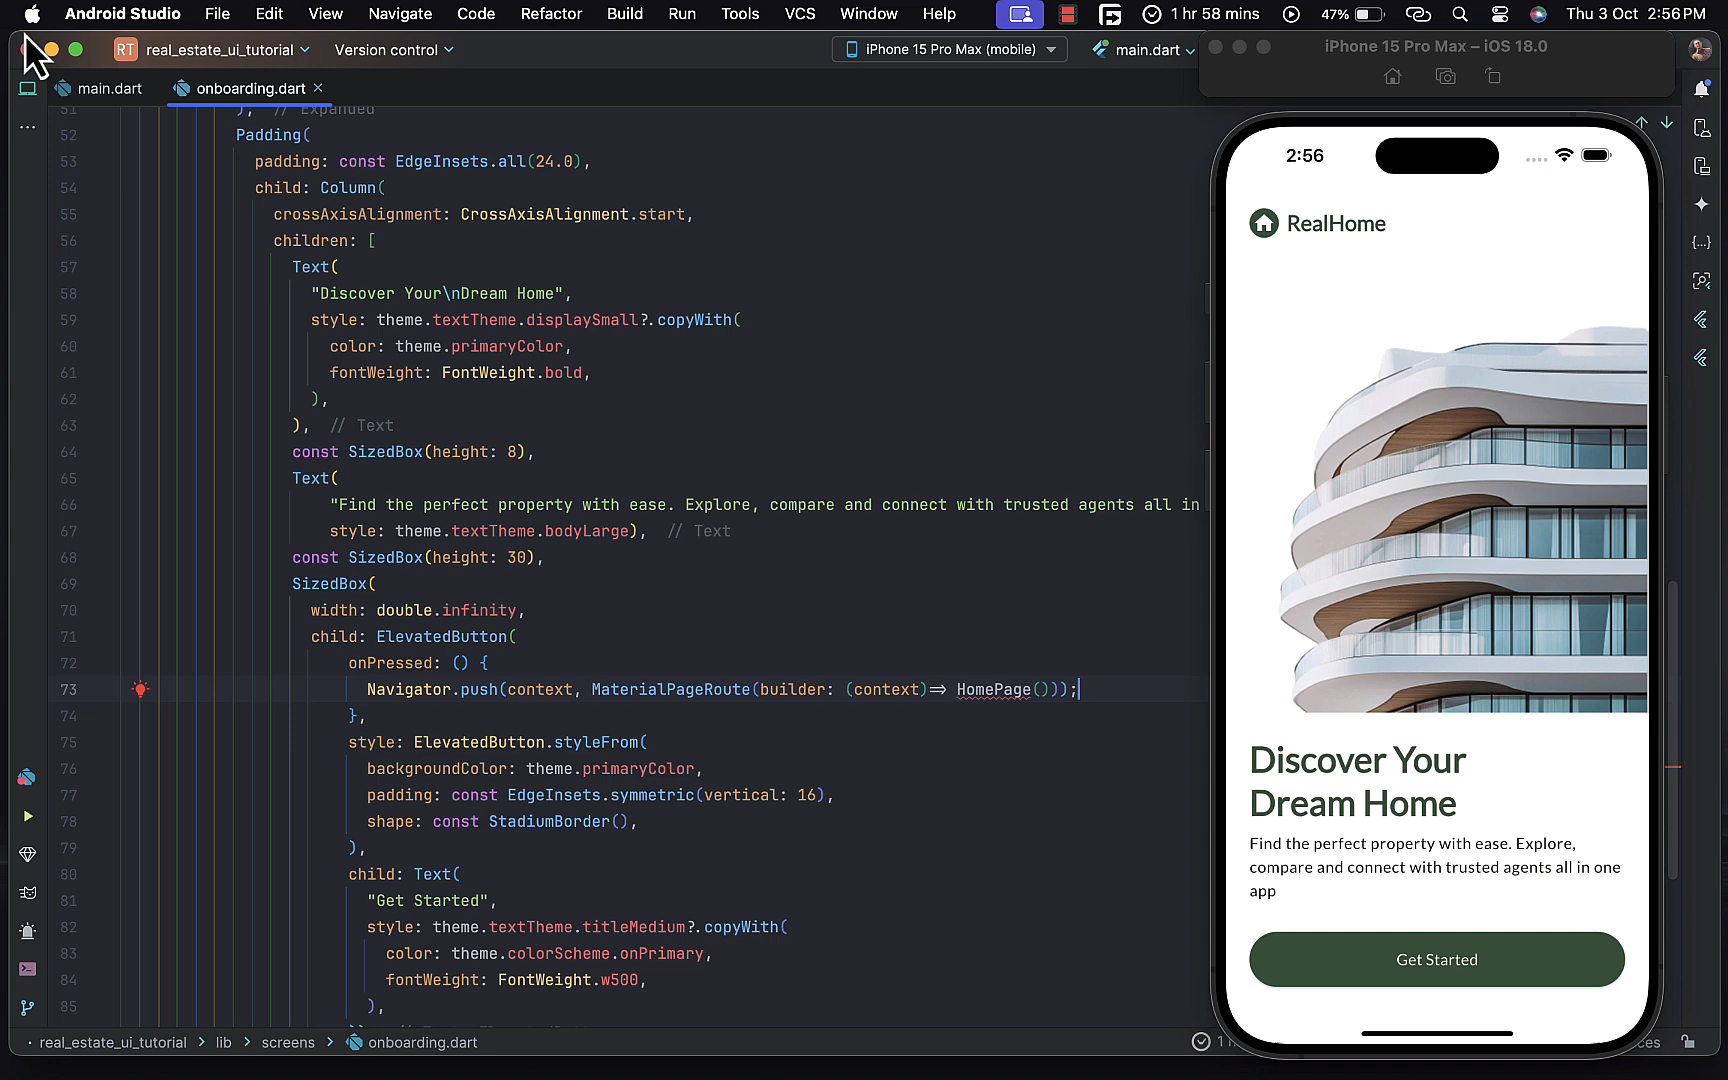 Android Studio File Edit View Navigate Code Refactor Build Run Tools VCS Window Help 1 hr 58 mins 47% Thu 3 Oct 2:56 PM
RT real_estate_ui_tutorial Version control iPhone 15 Pro Max (mobile) main.dart
iPhone 15 Pro Max – iOS 18.0
main.dart onboarding.dart
51 ), // Expanded
52 Padding(
53 padding: const EdgeInsets.all(24.0),
54 child: Column(
55 crossAxisAlignment: CrossAxisAlignment.start,
56 children: [
57 Text(
58 "Discover Your\nDream Home",
59 style: theme.textTheme.displaySmall?.copyWith(
60 color: theme.primaryColor,
61 fontWeight: FontWeight.bold,
62 ),
63 ), // Text
64 const SizedBox(height: 8),
65 Text(
66 "Find the perfect property with ease. Explore, compare and connect with trusted agents all in
67 style: theme.textTheme.bodyLarge), // Text
68 const SizedBox(height: 30),
69 SizedBox(
70 width: double.infinity,
71 child: ElevatedButton(
72 onPressed: () {
73 Navigator.push(context, MaterialPageRoute(builder: (context)=> HomePage()));
74 },
75 style: ElevatedButton.styleFrom(
76 backgroundColor: theme.primaryColor,
77 padding: const EdgeInsets.symmetric(vertical: 16),
78 shape: const StadiumBorder(),
79 ),
80 child: Text(
81 "Get Started",
82 style: theme.textTheme.titleMedium?.copyWith(
83 color: theme.colorScheme.onPrimary,
84 fontWeight: FontWeight.w500,
85 ),
real_estate_ui_tutorial > lib > screens > onboarding.dart
2:56
RealHome
Discover Your
Dream Home
Find the perfect property with ease. Explore,
compare and connect with trusted agents all in one
app
Get Started